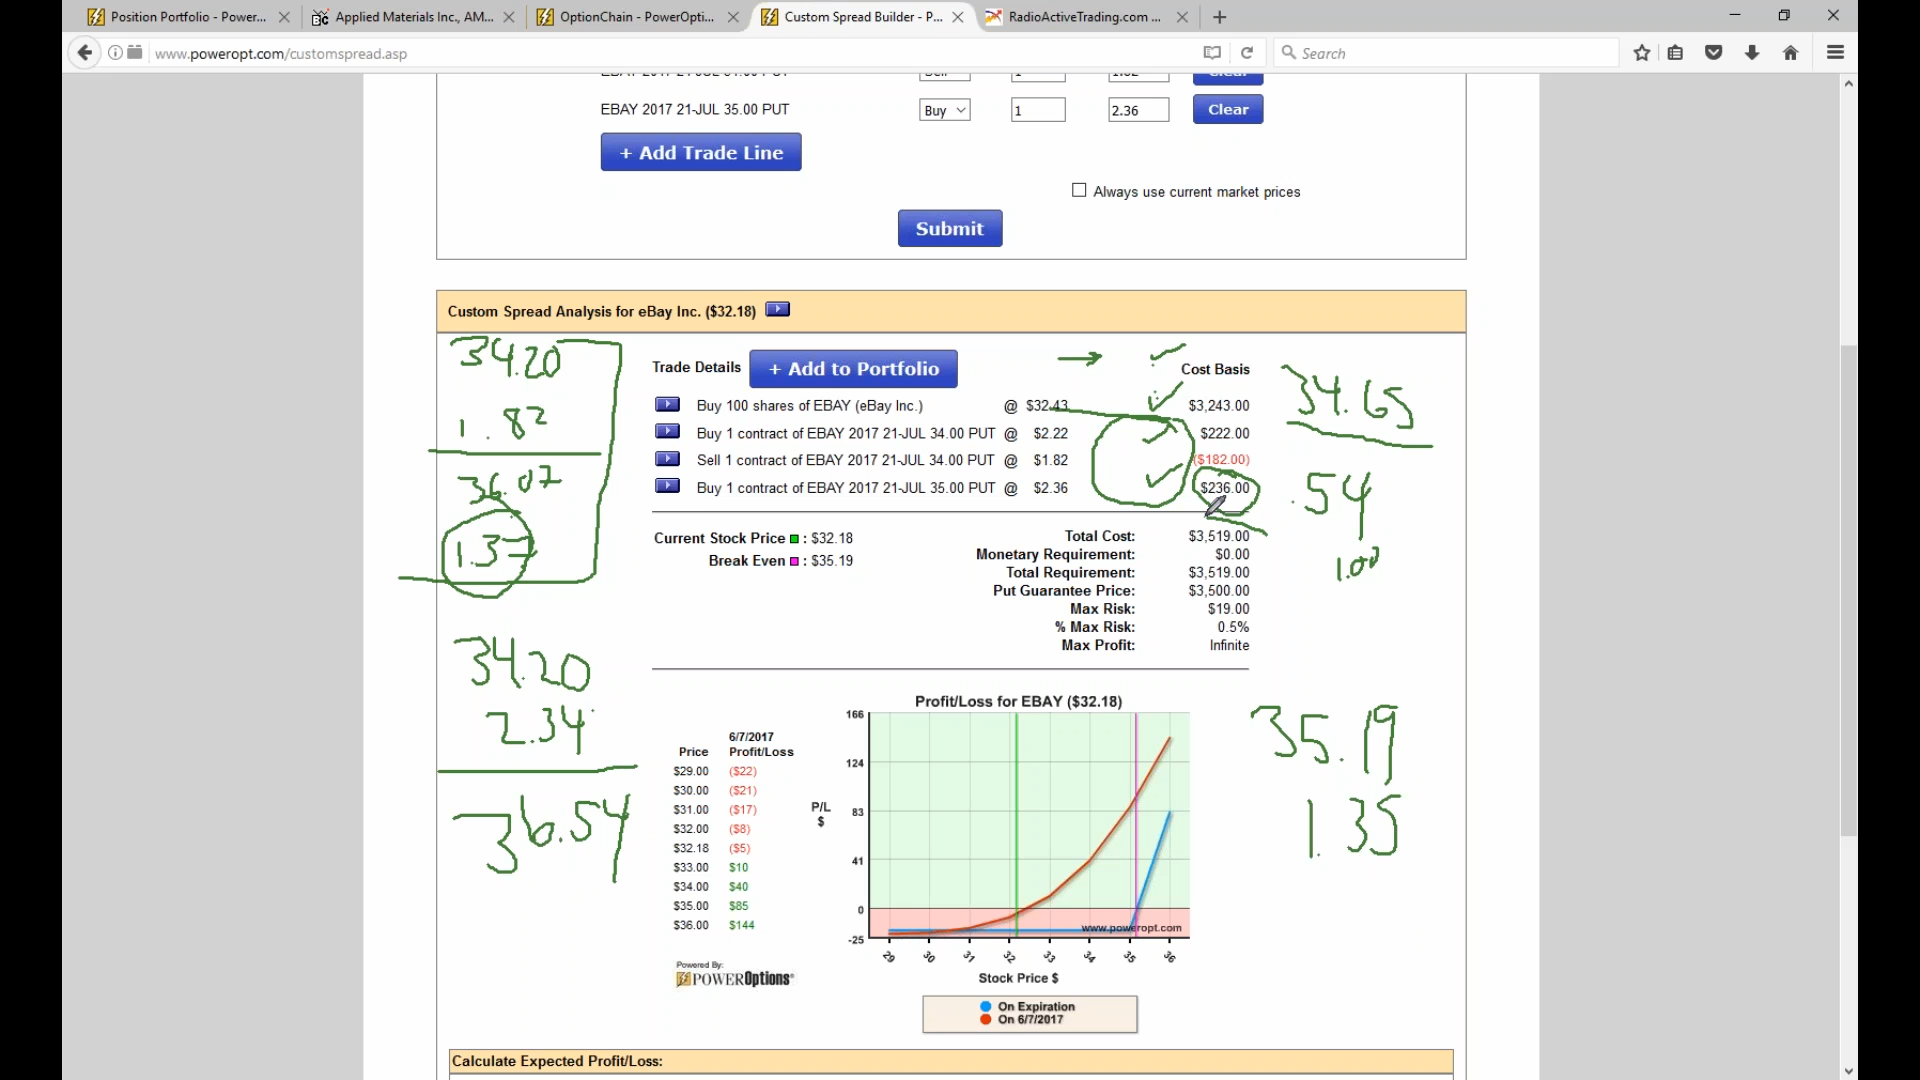 Position Portfolio - Power...
Applied Materials Inc., AM...
OptionChain - PowerOpti...
Custom Spread Builder - P...
RadioActiveTrading.com ...
www.poweropt.com/customspread.asp
Search
EBAY 2017 21-JUL 35.00 PUT Buy 1 2.36 Clear
+ Add Trade Line
Always use current market prices
Submit
Custom Spread Analysis for eBay Inc. ($32.18)
Trade Details + Add to Portfolio Cost Basis
Buy 100 shares of EBAY (eBay Inc.) @ $32.43 $3,243.00
Buy 1 contract of EBAY 2017 21-JUL 34.00 PUT @ $2.22 $222.00
Sell 1 contract of EBAY 2017 21-JUL 34.00 PUT @ $1.82 ($182.00)
Buy 1 contract of EBAY 2017 21-JUL 35.00 PUT @ $2.36 $236.00
Current Stock Price : $32.18
Break Even : $35.19
Total Cost: $3,519.00
Monetary Requirement: $0.00
Total Requirement: $3,519.00
Put Guarantee Price: $3,500.00
Max Risk: $19.00
% Max Risk: 0.5%
Max Profit: Infinite
34.20
1.82
36.02
1.37
34.20
2.34
36.54
34.65
.54
1.00
35.19
1.35
6/7/2017
Price Profit/Loss
$29.00 ($22)
$30.00 ($21)
$31.00 ($17)
$32.00 ($8)
$32.18 ($5)
$33.00 $10
$34.00 $40
$35.00 $85
$36.00 $144
Powered By:
POWEROptions
Profit/Loss for EBAY ($32.18)
166
124
P/L
$
83
41
0
-25
www.poweropt.com
29 30 31 32 33 34 35 36
Stock Price $
On Expiration
On 6/7/2017
Calculate Expected Profit/Loss: